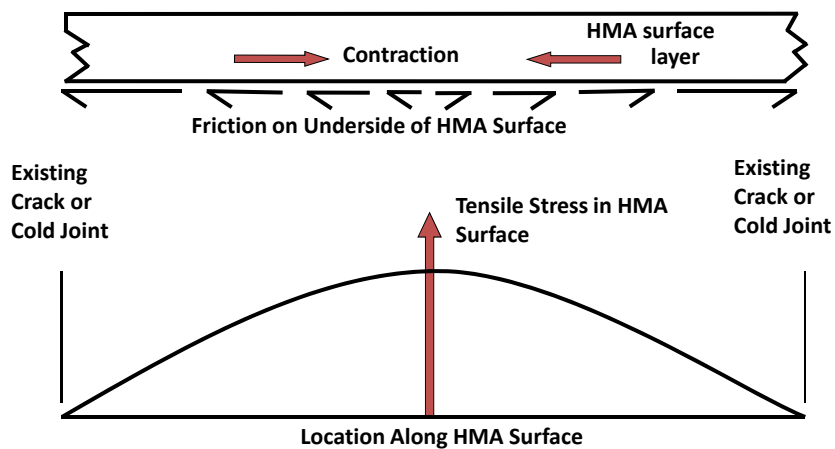 HMA surface
layer
Contraction
Friction on Underside of HMA Surface
Existing
Crack or
Cold Joint
Tensile Stress in HMA
Surface
Existing
Crack or
Cold Joint
Location Along HMA Surface